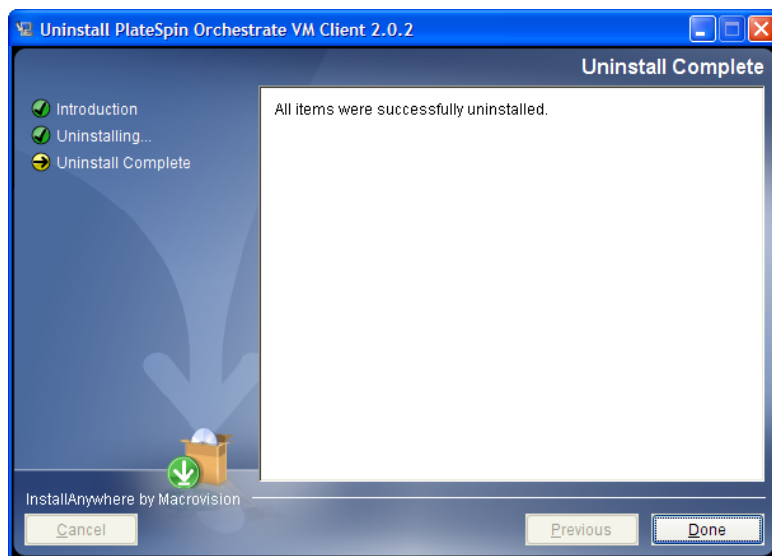 Uninstall PlateSpin Orchestrate VM Client 2.0.2
Uninstall Complete
Introduction
Uninstalling...
Uninstall Complete
All items were successfully uninstalled.
InstallAnywhere by Macrovision
Cancel
Previous
Done